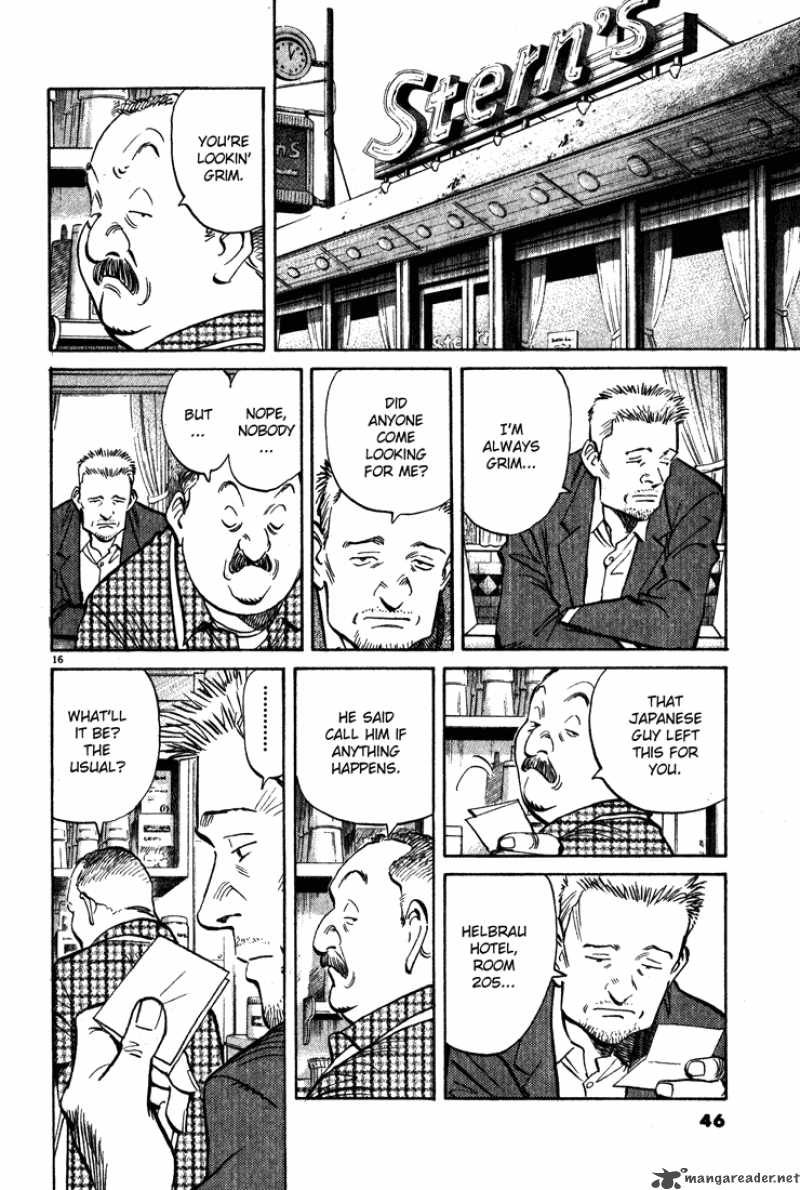 Stern's
YOU'RE
LOOKIN'
GRIM.
I'M
ALWAYS
GRIM...
DID
ANYONE
COME
LOOKING
FOR ME?
NOPE,
NOBODY
...
BUT
...
16
THAT
JAPANESE
GUY LEFT
THIS FOR
YOU.
HELBRAU
HOTEL,
ROOM
205...
HE SAID
CALL HIM IF
ANYTHING
HAPPENS.
..........
WHAT'LL
IT BE?
THE
USUAL?
46
mangareader.net